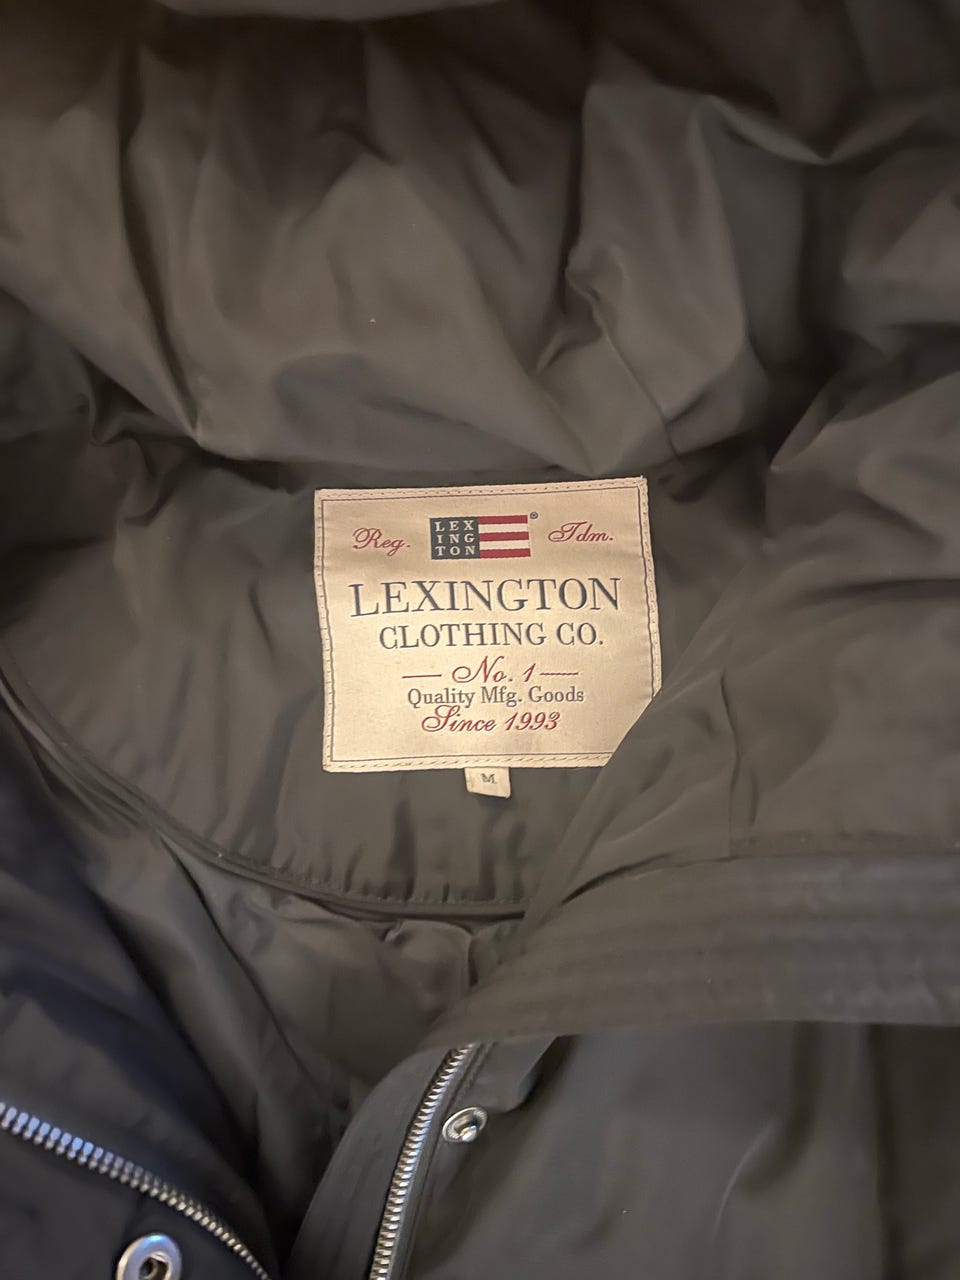 LEX
ING
TON
®
Reg. Tdm.
LEXINGTON
CLOTHING CO.
No. 1
Quality Mfg. Goods
Since 1993
M